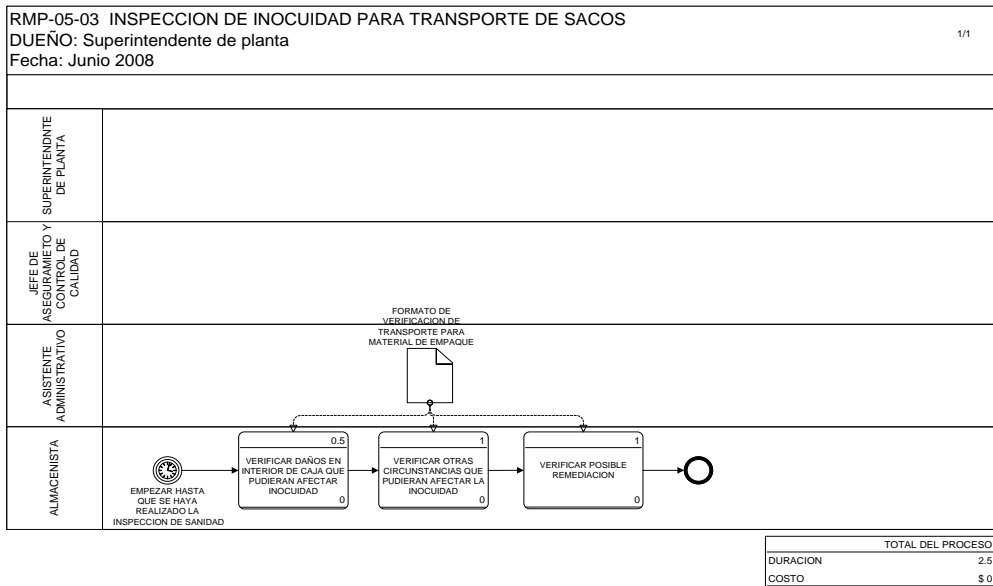 RMP-05-03 INSPECCION DE INOCUIDAD PARA TRANSPORTE DE SACOS
DUEÑO: Superintendente de planta
Fecha: Junio 2008
1/1
SUPERINTENDNTE
DE PLANTA
JEFE DE
ASEGURAMIETO Y
CONTROL DE
CALIDAD
FORMATO DE
VERIFICACION DE
TRANSPORTE PARA
MATERIAL DE EMPAQUE
ASISTENTE
ADMINISTRATIVO
ALMACENISTA
EMPEZAR HASTA
QUE SE HAYA
REALIZADO LA
INSPECCION DE SANIDAD
0.5
VERIFICAR DAÑOS EN
INTERIOR DE CAJA QUE
PUDIERAN AFECTAR
INOCUIDAD
0
1
VERIFICAR OTRAS
CIRCUNSTANCIAS QUE
PUDIERAN AFECTAR LA
INOCUIDAD
0
1
VERIFICAR POSIBLE
REMEDIACION
0
TOTAL DEL PROCESO
DURACION 2.5
COSTO $ 0